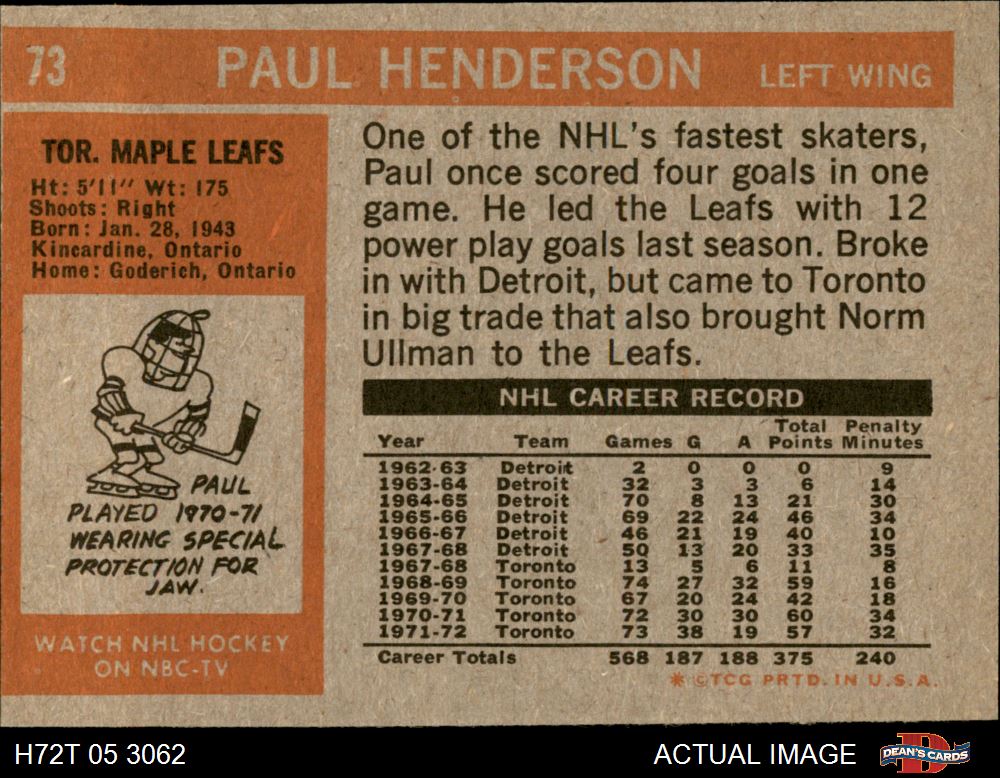 73 PAUL HENDERSON LEFT WING
TOR. MAPLE LEAFS
Ht: 5'11" Wt: 175
Shoots: Right
Born: Jan. 28, 1943
Kincardine, Ontario
Home: Goderich, Ontario
PAUL
PLAYED 1970-71
WEARING SPECIAL
PROTECTION FOR
JAW.
WATCH NHL HOCKEY
ON NBC-TV
One of the NHL's fastest skaters,
Paul once scored four goals in one
game. He led the Leafs with 12
power play goals last season. Broke
in with Detroit, but came to Toronto
in big trade that also brought Norm
Ullman to the Leafs.
NHL CAREER RECORD
Year Team Games G A Total Points Penalty Minutes
1962-63 Detroit 2 0 0 0 9
1963-64 Detroit 32 3 3 6 14
1964-65 Detroit 70 8 13 21 30
1965-66 Detroit 69 22 24 46 34
1966-67 Detroit 46 21 19 40 10
1967-68 Detroit 50 13 20 33 35
1967-68 Toronto 13 5 6 11 8
1968-69 Toronto 74 27 32 59 16
1969-70 Toronto 67 20 24 42 18
1970-71 Toronto 72 30 30 60 34
1971-72 Toronto 73 38 19 57 32
Career Totals 568 187 188 375 240
* ©TCG PRTD. IN U.S.A.
H72T 05 3062 ACTUAL IMAGE DEAN'S CARDS